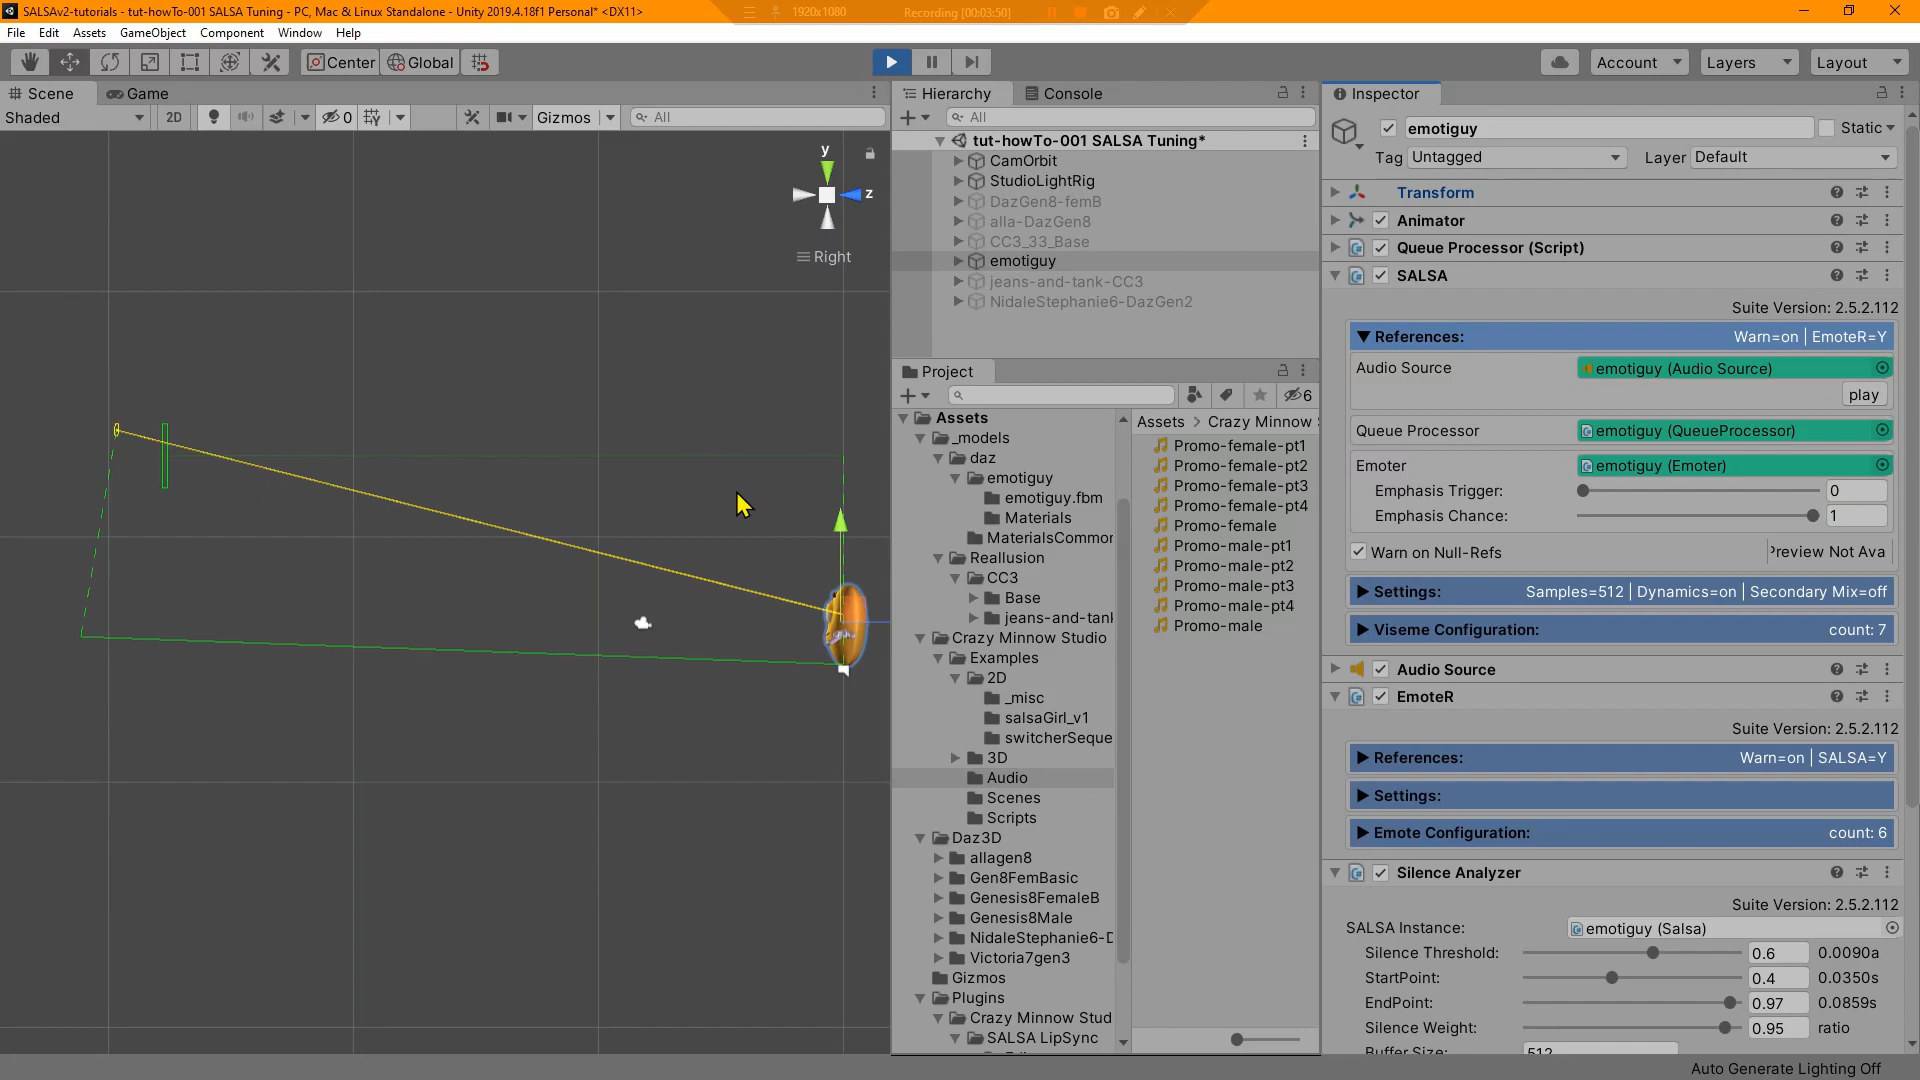 SALSAv2-tutorials - tut-howTo-001 SALSA Tuning - PC, Mac & Linux Standalone - Unity 2019.4.18f1 Personal* <DX11>
1920x1080
Recording [00:03:50]
File Edit Assets GameObject Component Window Help
Center Global
Account Layers Layout
Scene Game
Shaded 2D 0 Gizmos All
y
z
Right
Hierarchy Console
All
tut-howTo-001 SALSA Tuning*
CamOrbit
StudioLightRig
DazGen8-femB
alla-DazGen8
CC3_33_Base
emotiguy
jeans-and-tank-CC3
NidaleStephanie6-DazGen2
Project
6
Assets
_models
daz
emotiguy
emotiguy.fbm
Materials
MaterialsCommor
Reallusion
CC3
Base
jeans-and-tank
Crazy Minnow Studio
Examples
2D
_misc
salsaGirl_v1
switcherSeque
3D
Audio
Scenes
Scripts
Daz3D
allagen8
Gen8FemBasic
Genesis8FemaleB
Genesis8Male
NidaleStephanie6-D
Victoria7gen3
Gizmos
Plugins
Crazy Minnow Stud
SALSA LipSync
Assets > Crazy Minnow S
Promo-female-pt1
Promo-female-pt2
Promo-female-pt3
Promo-female-pt4
Promo-female
Promo-male-pt1
Promo-male-pt2
Promo-male-pt3
Promo-male-pt4
Promo-male
Inspector
emotiguy Static
Tag Untagged Layer Default
Transform
Animator
Queue Processor (Script)
SALSA
Suite Version: 2.5.2.112
References: Warn=on | EmoteR=Y
Audio Source emotiguy (Audio Source)
play
Queue Processor emotiguy (QueueProcessor)
Emoter emotiguy (Emoter)
Emphasis Trigger: 0
Emphasis Chance: 1
Warn on Null-Refs Preview Not Ava
Settings: Samples=512 | Dynamics=on | Secondary Mix=off
Viseme Configuration: count: 7
Audio Source
EmoteR
Suite Version: 2.5.2.112
References: Warn=on | SALSA=Y
Settings:
Emote Configuration: count: 6
Silence Analyzer
Suite Version: 2.5.2.112
SALSA Instance: emotiguy (Salsa)
Silence Threshold: 0.6 0.0090a
StartPoint: 0.4 0.0350s
EndPoint: 0.97 0.0859s
Silence Weight: 0.95 ratio
Buffer Size: 512
Auto Generate Lighting Off